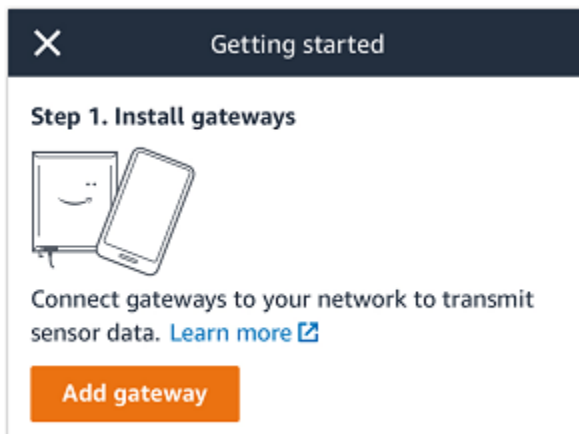 Getting started
Step 1. Install gateways
Connect gateways to your network to transmit
sensor data. Learn more
Add gateway